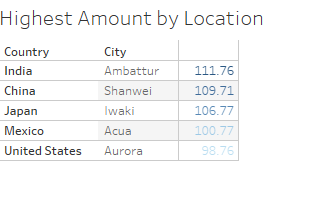 Highest Amount by Location
Country City
India Ambattur 111.76
China Shanwei 109.71
Japan Iwaki 106.77
Mexico Acua 100.77
United States Aurora 98.76